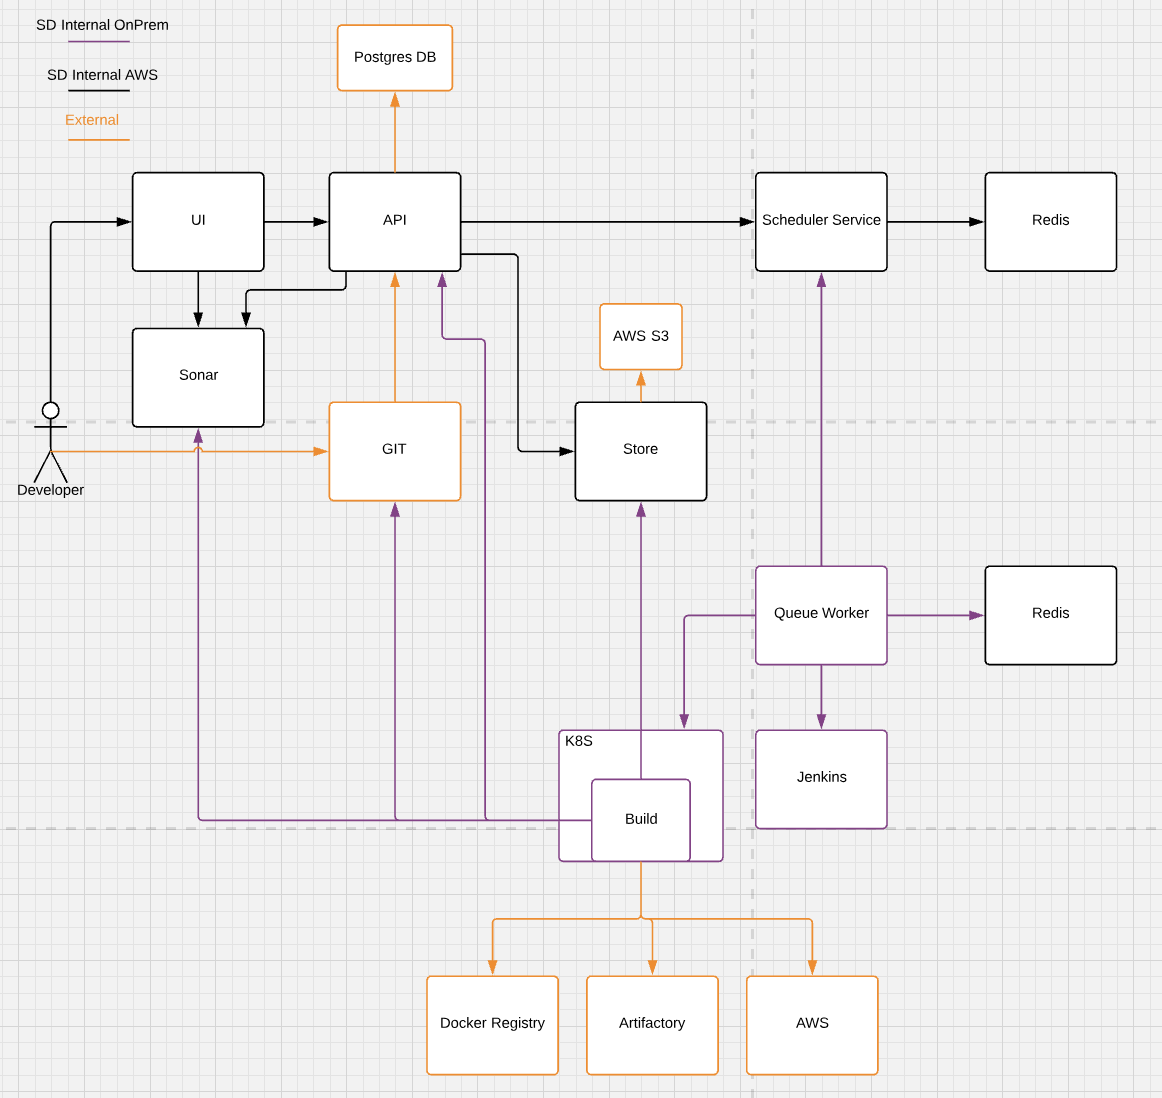 SD Internal OnPrem
SD Internal AWS
External
Postgres DB
UI
API
Scheduler Service
Redis
AWS S3
Sonar
GIT
Store
Developer
Queue Worker
Redis
K8S
Jenkins
Build
Docker Registry
Artifactory
AWS